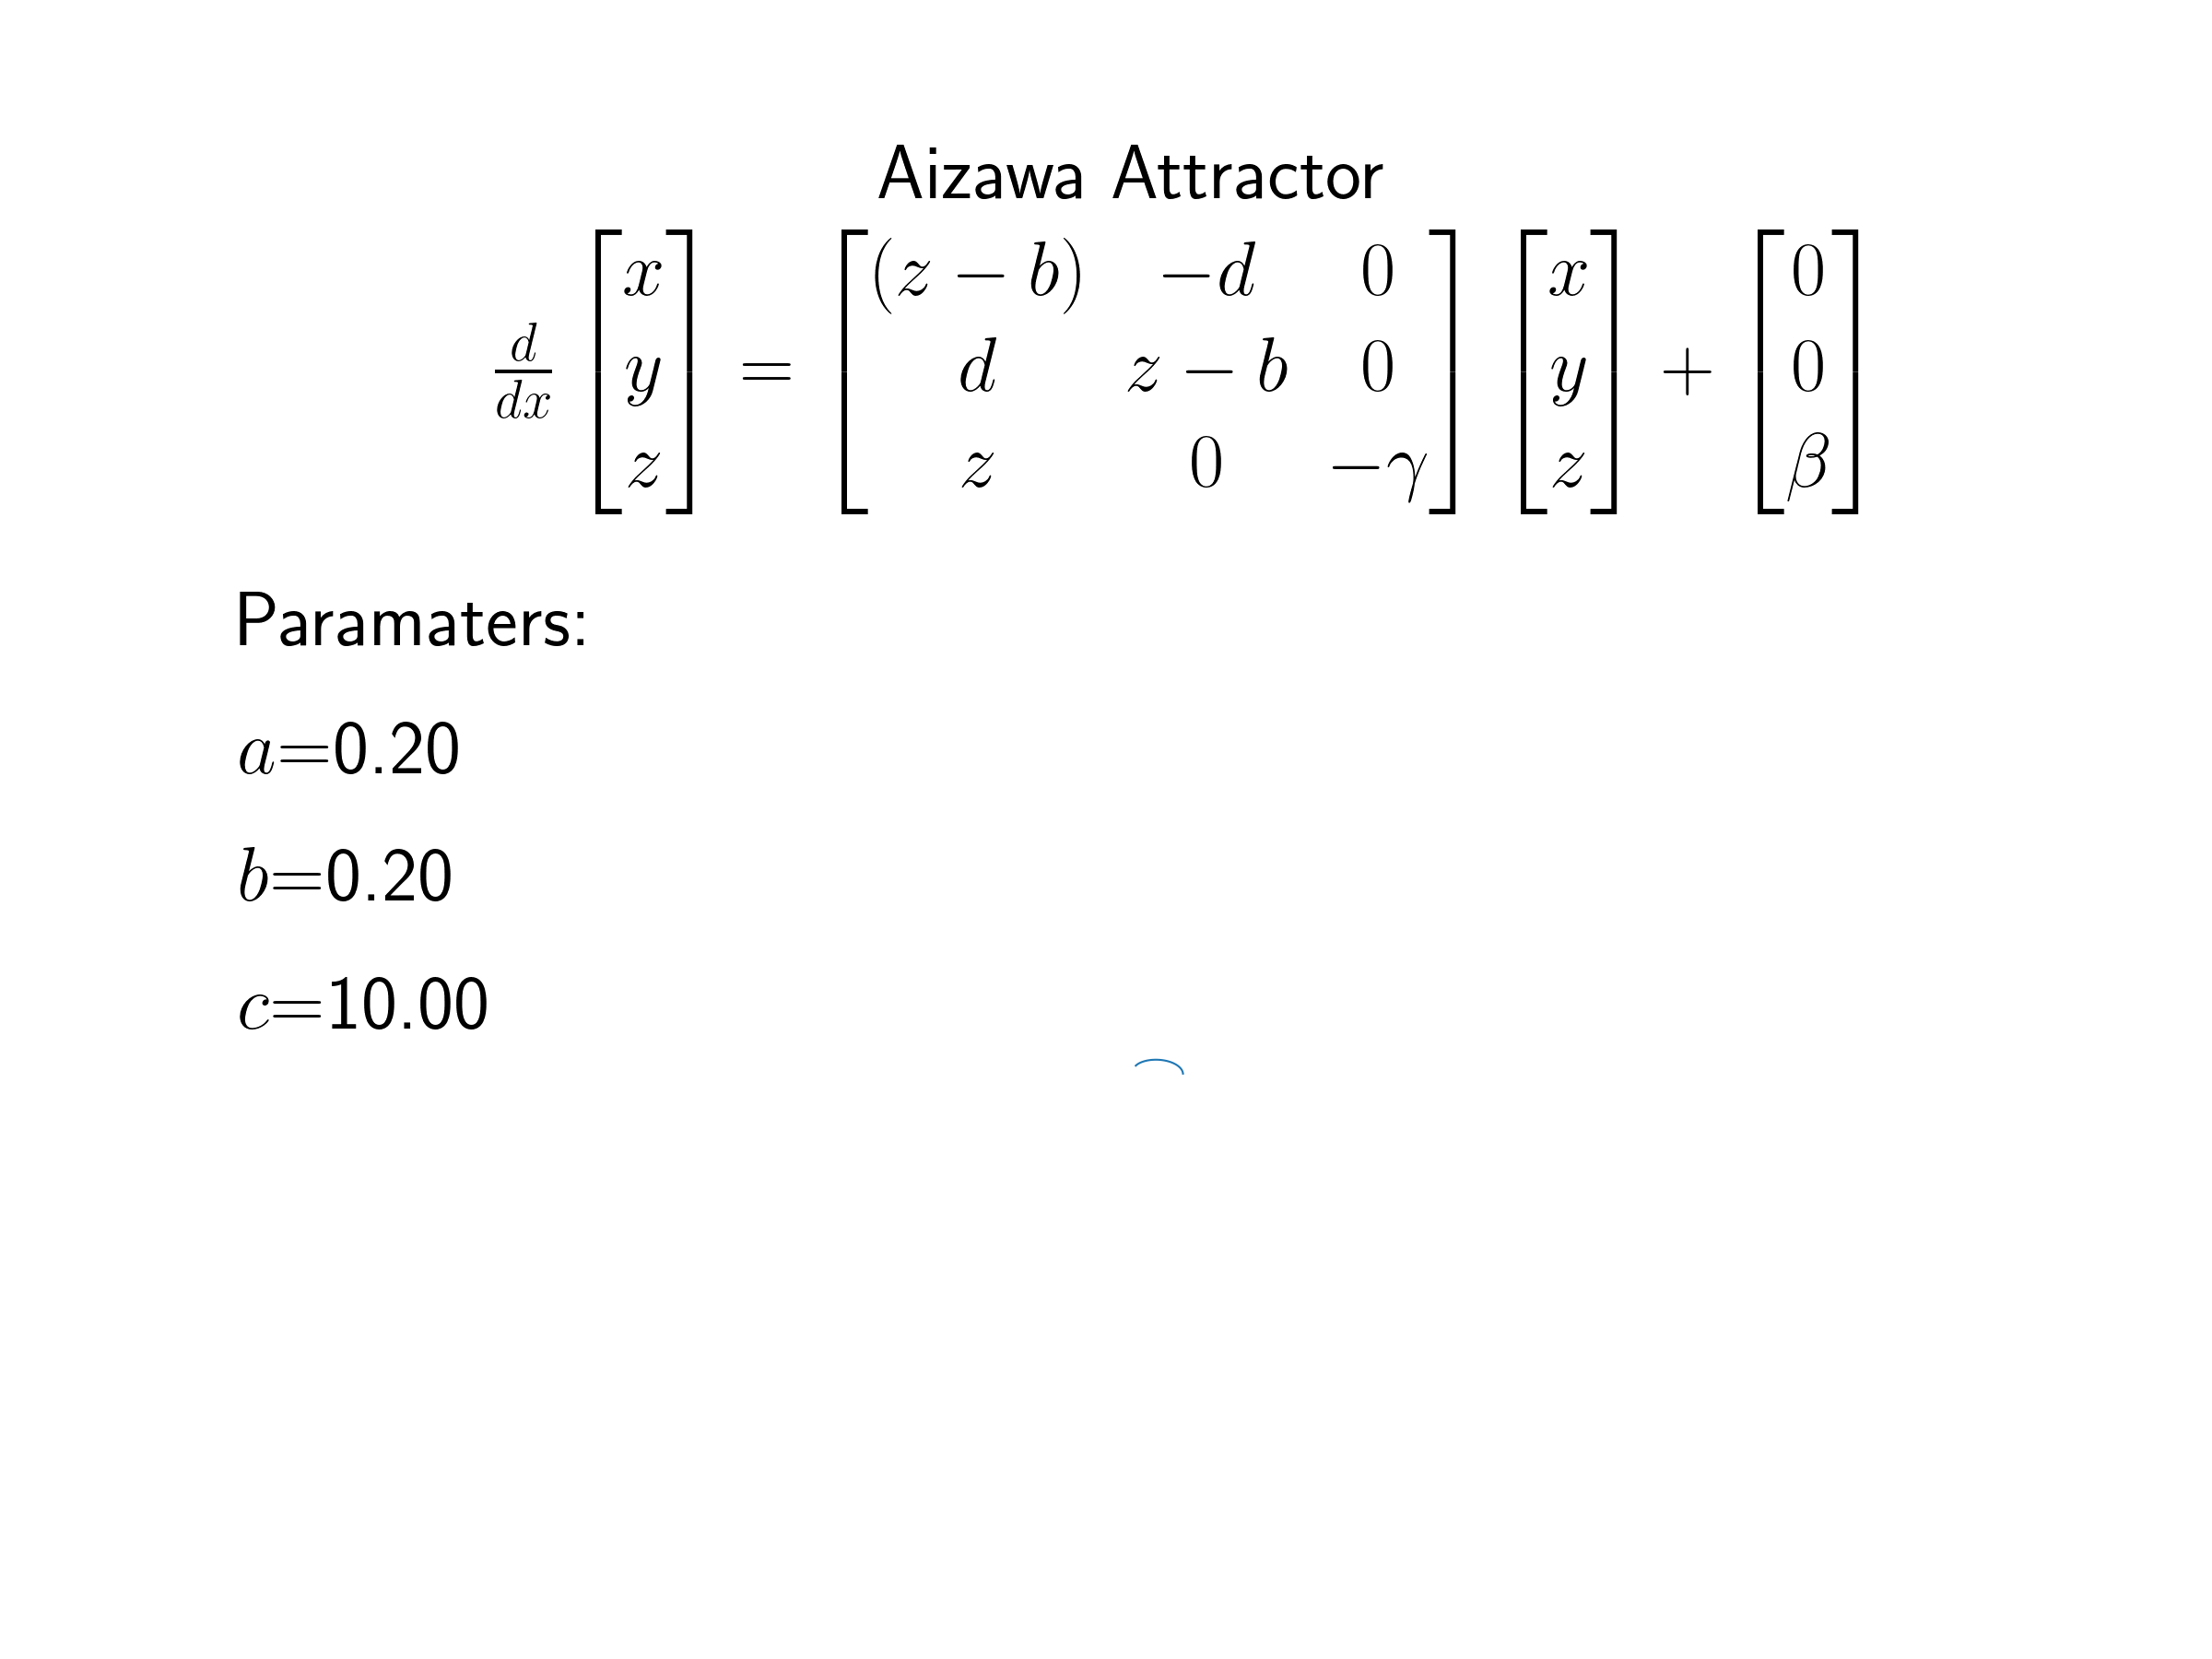 Aizawa Attractor
$\frac{d}{dx} \begin{bmatrix} x \\ y \\ z \end{bmatrix} = \begin{bmatrix} (z-b) & -d & 0 \\ d & z-b & 0 \\ z & 0 & -\gamma \end{bmatrix} \begin{bmatrix} x \\ y \\ z \end{bmatrix} + \begin{bmatrix} 0 \\ 0 \\ \beta \end{bmatrix}$
Paramaters:
a=0.20
b=0.20
c=10.00